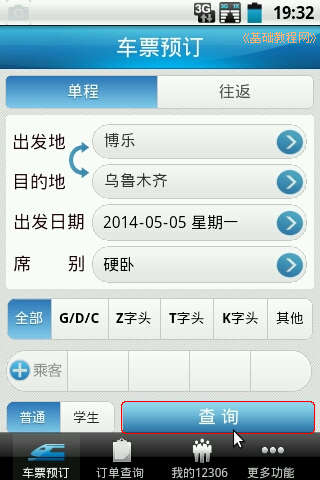 3G 19:32
车票预订
《基础教程网》
单程 往返
出发地 博乐
目的地 乌鲁木齐
出发日期 2014-05-05 星期一
席 别 硬卧
全部 G/D/C Z字头 T字头 K字头 其他
乘客
普通 学生 查 询
车票预订 订单查询 我的12306 更多功能